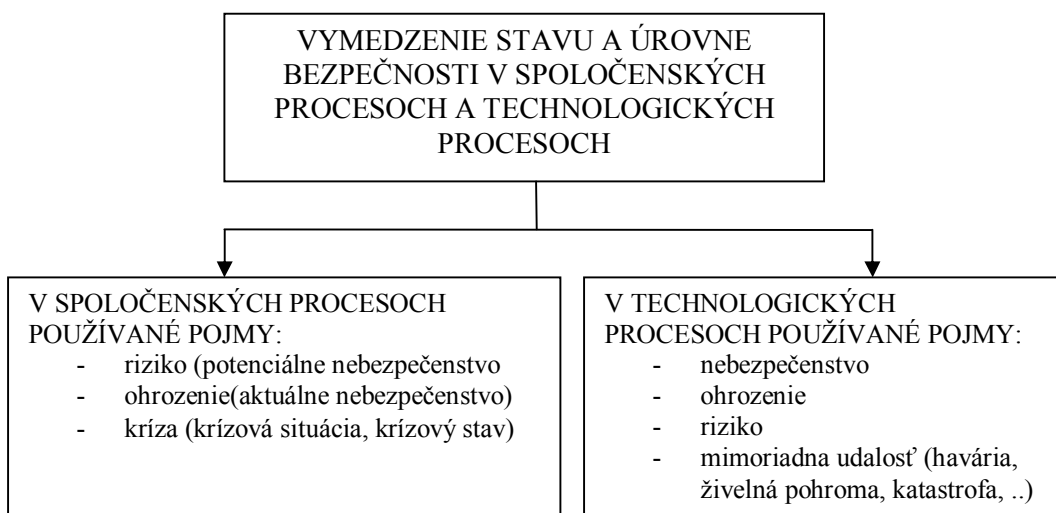 VYMEDZENIE STAVU A ÚROVNE
BEZPEČNOSTI V SPOLOČENSKÝCH
PROCESOCH A TECHNOLOGICKÝCH
PROCESOCH
V SPOLOČENSKÝCH PROCESOCH
POUŽÍVANÉ POJMY:
- riziko (potenciálne nebezpečenstvo
- ohrozenie(aktuálne nebezpečenstvo)
- kríza (krízová situácia, krízový stav)
V TECHNOLOGICKÝCH
PROCESOCH POUŽÍVANÉ POJMY:
- nebezpečenstvo
- ohrozenie
- riziko
- mimoriadna udalosť (havária,
živelná pohroma, katastrofa, ..)